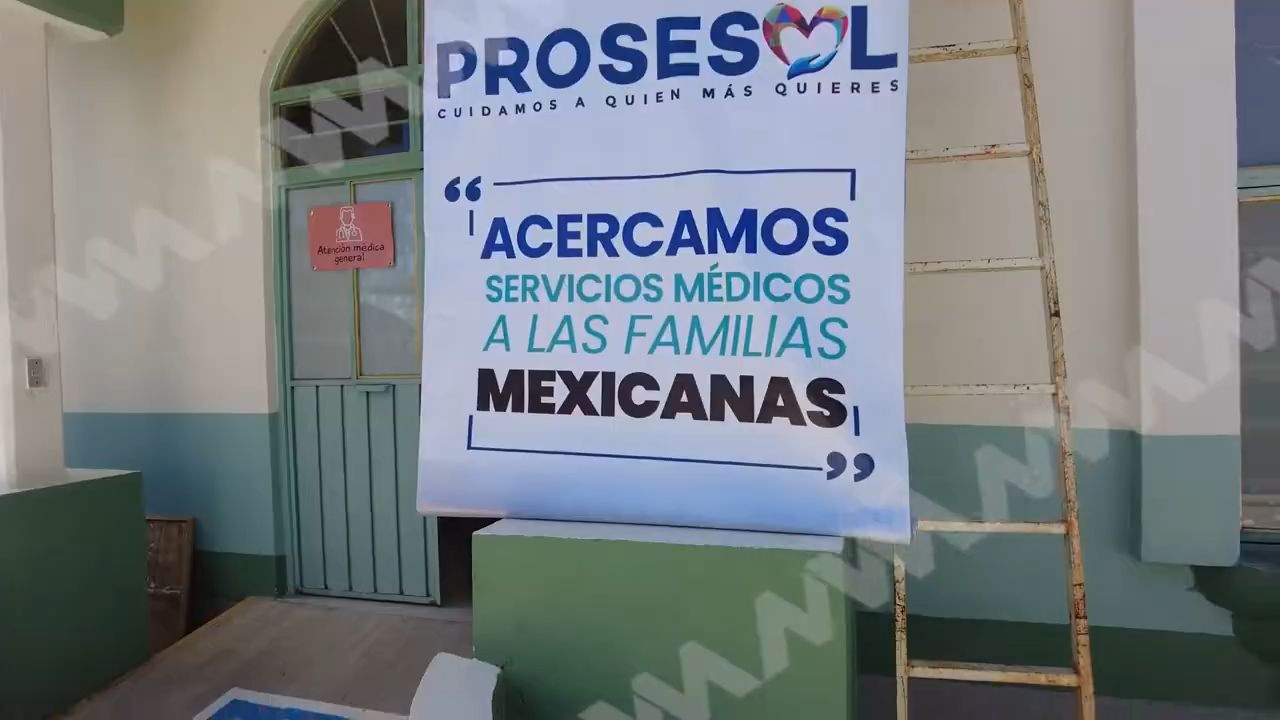 PROSESOL
CUIDAMOS A QUIEN MÁS QUIERES
“ACERCAMOS
SERVICIOS MÉDICOS
A LAS FAMILIAS
MEXICANAS”
Atención médica
general